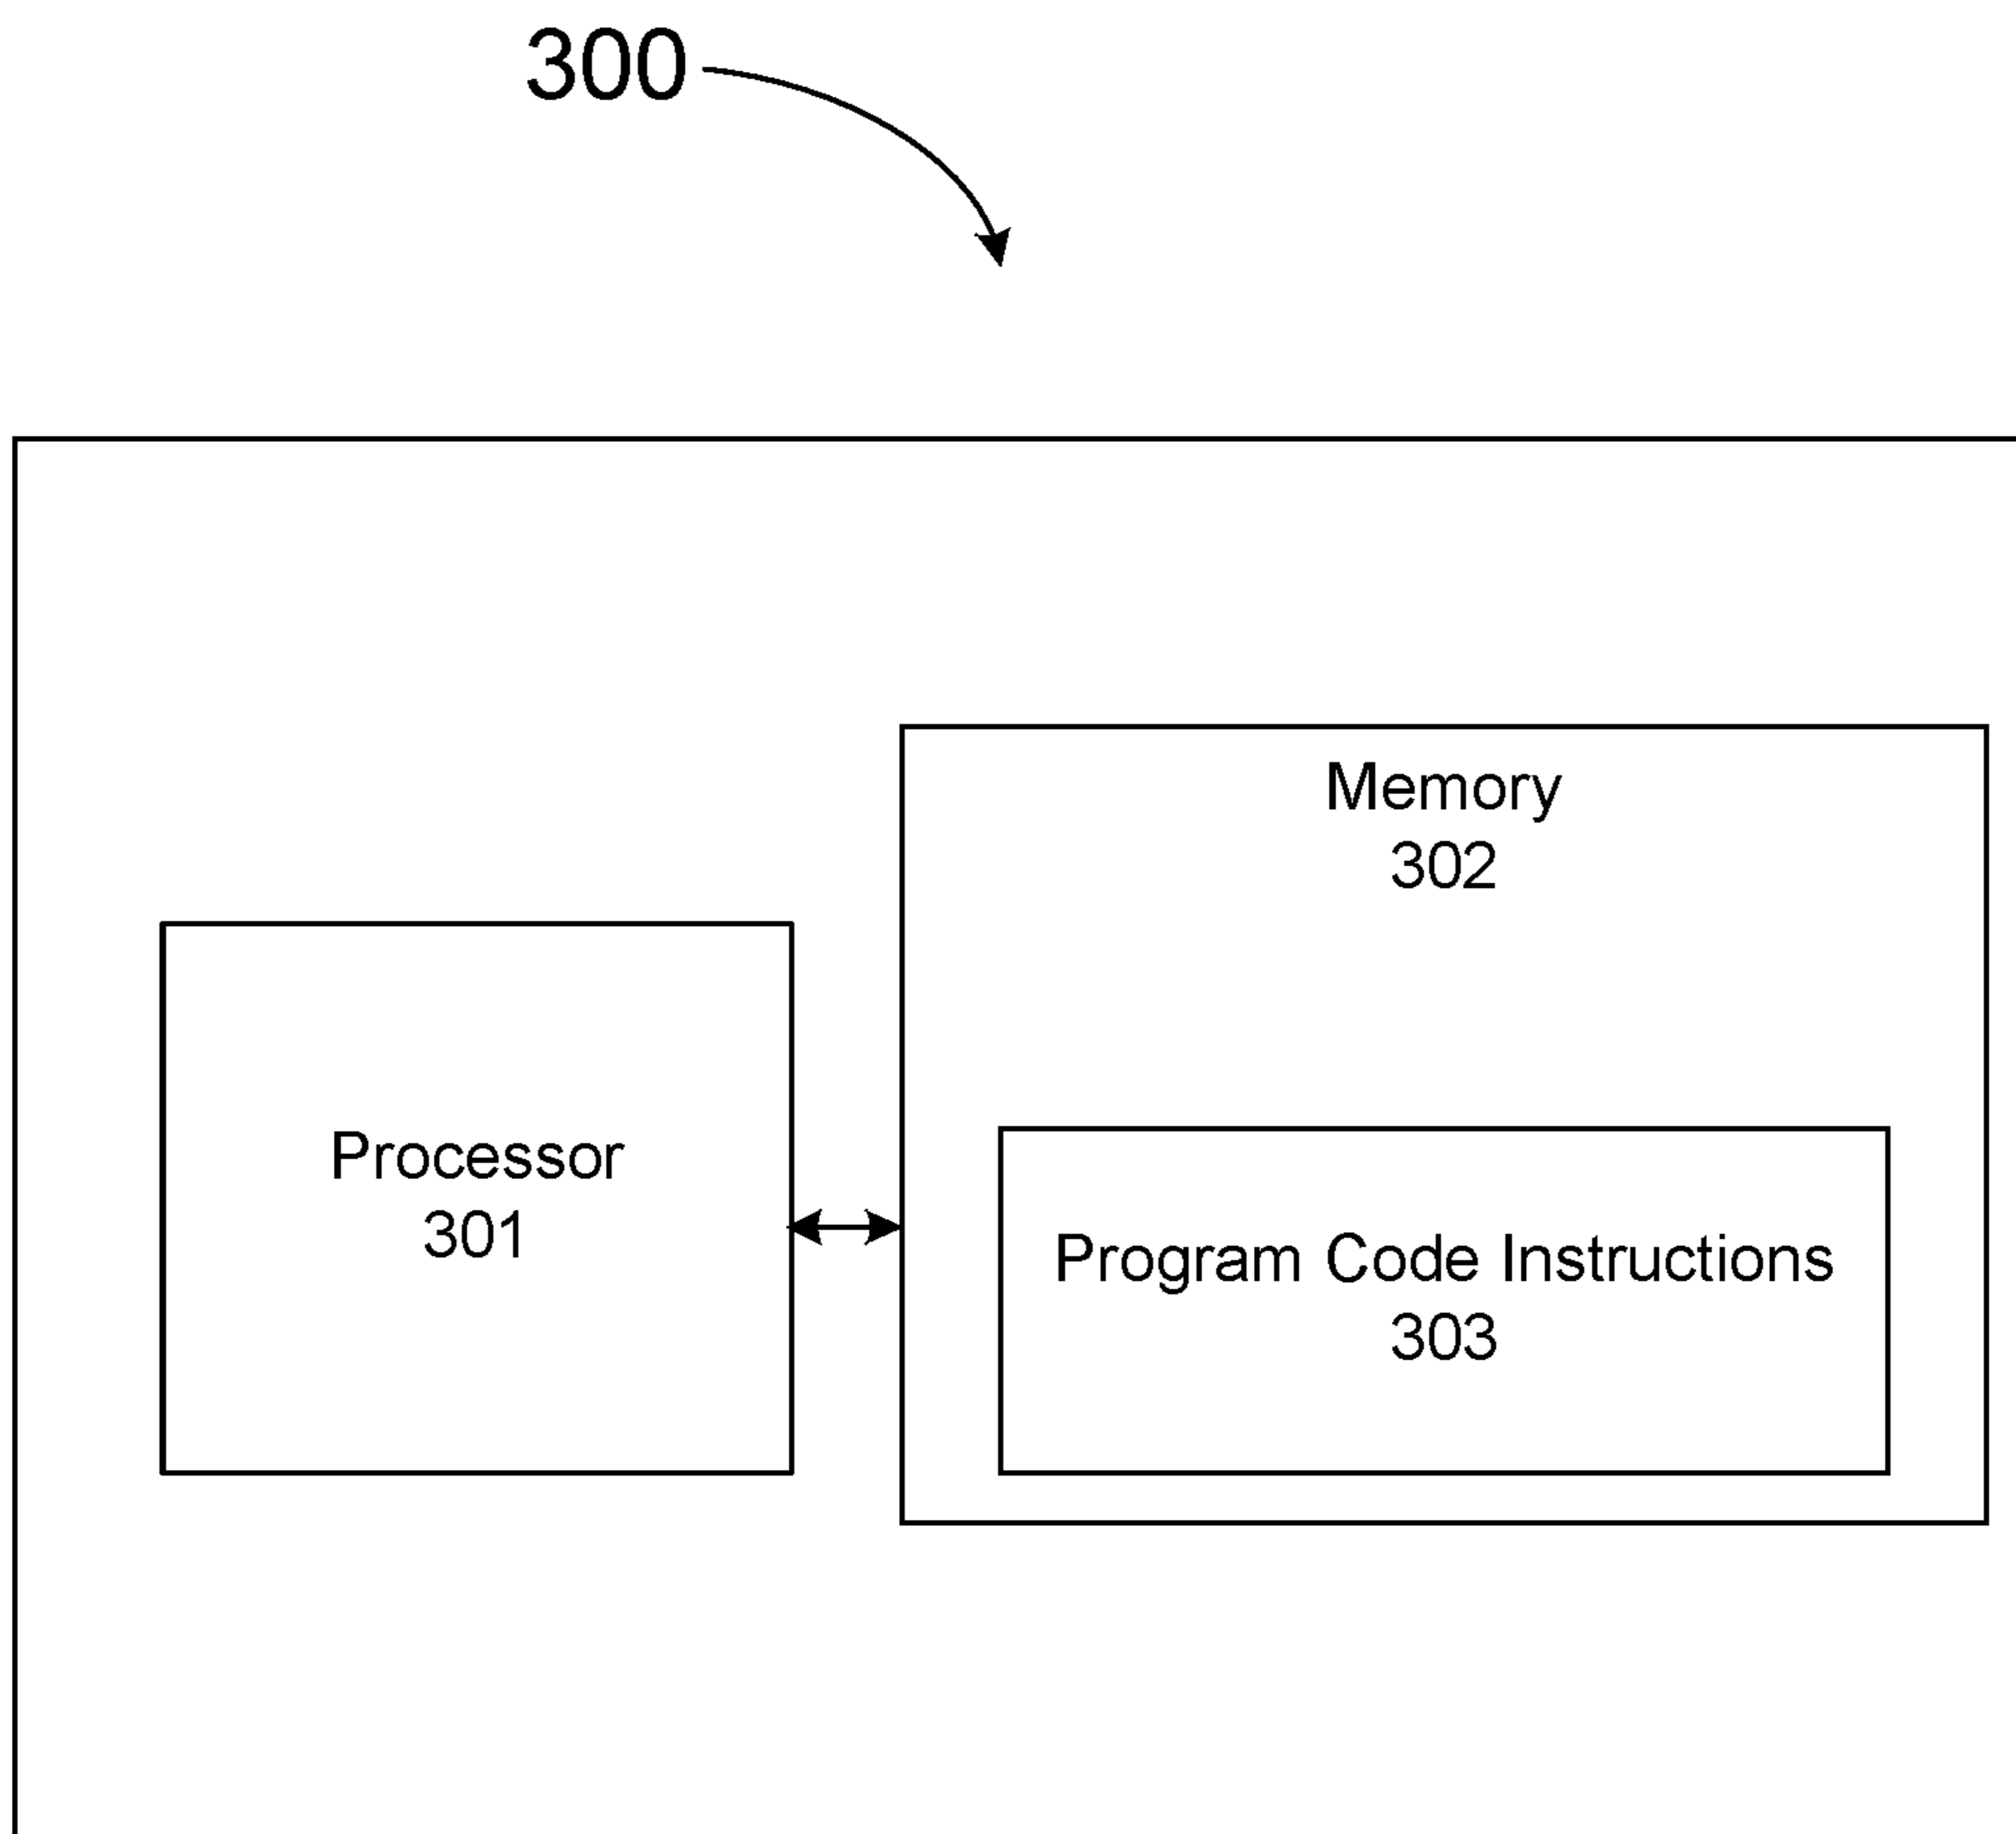 300
Memory
302
Processor
301
Program Code Instructions
303